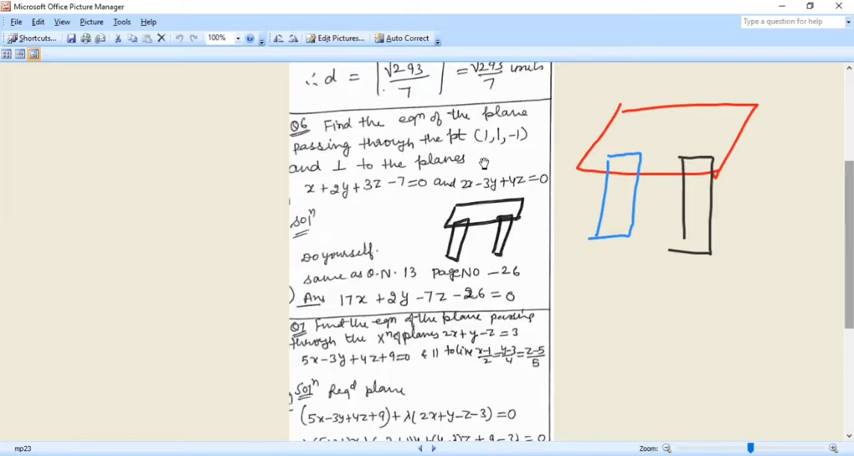 Microsoft Office Picture Manager
File Edit View Picture Tools Help
Type a question for help
Shortcuts... 100% Edit Pictures... Auto Correct
∴ d = |√293/7| = √293/7 units
Q6 Find the eqn of the plane
passing through the pt (1,1,-1)
and ⊥ to the planes
x+2y+3z-7=0 and 2x-3y+4z=0
Solⁿ
Do yourself.
same as Q.N. 13 page No -26
) Ans 17x+2y-7z-26=0
Q7 Find the eqn of the plane passing
through the xⁿ of planes 2x+y-z=3
5x-3y+4z+9=0 & || to line x-1/2=y-3/4=z-5/5
Solⁿ Reqᵈ plane
(5x-3y+4z+9)+λ(2x+y-z-3)=0
mp23
Zoom: